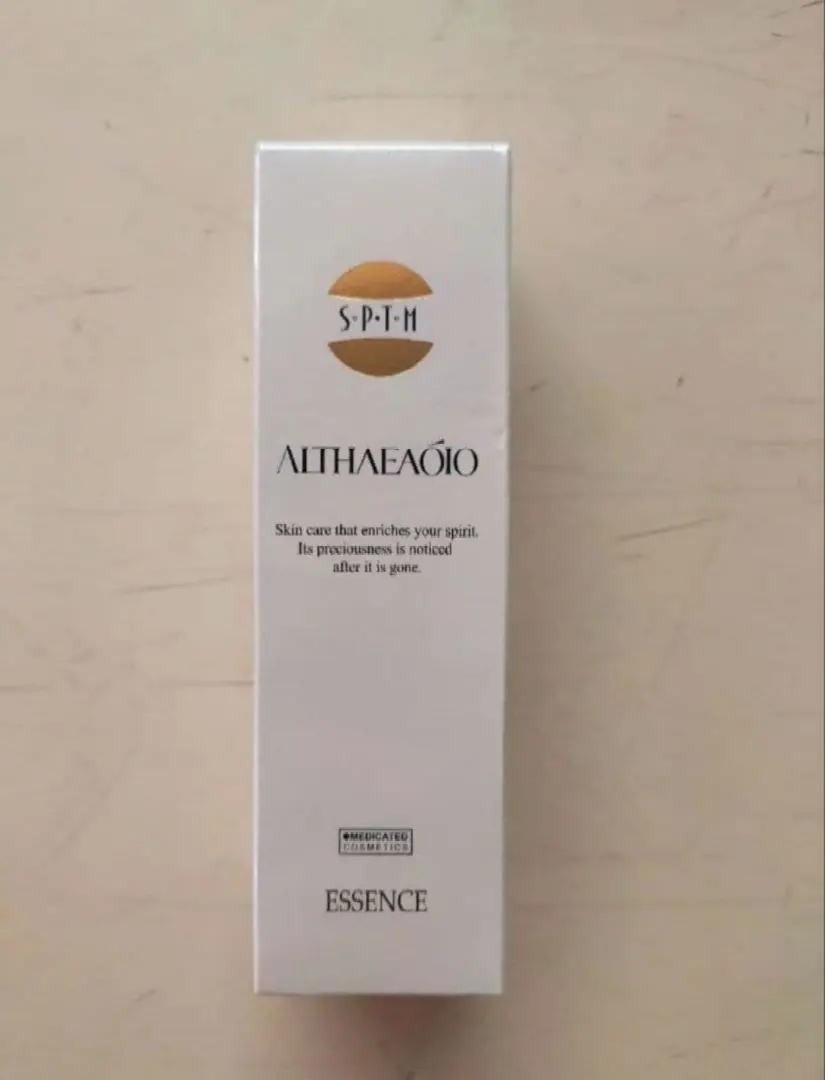 S·P·T·M
ALTHAEAÓIO
Skin care that enriches your spirit.
Its preciousness is noticed
after it is gone.
MEDICATED
COSMETICS
ESSENCE